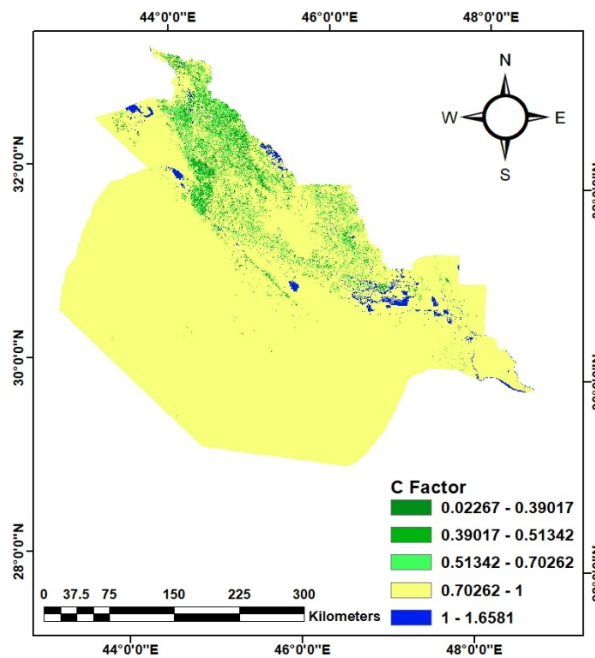 44°0'0"E 46°0'0"E 48°0'0"E
N
W E
S
32°0'0"N
30°0'0"N
28°0'0"N
C Factor
0.02267 - 0.39017
0.39017 - 0.51342
0.51342 - 0.70262
0.70262 - 1
1 - 1.6581
0 37.5 75 150 225 300
Kilometers
44°0'0"E 46°0'0"E 48°0'0"E